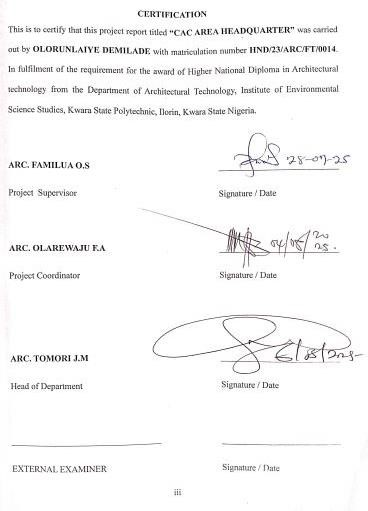 CERTIFICATION
This is to certify that this project report titled “CAC AREA HEADQUARTER” was carried
out by OLORUNLAIYE DEMILADE with matriculation number HND/23/ARC/FT/0014.
In fulfilment of the requirement for the award of Higher National Diploma in Architectural
technology from the Department of Architectural Technology, Institute of Environmental
Science Studies, Kwara State Polytechnic, Ilorin, Kwara State Nigeria.
28-07-25
ARC. FAMILUA O.S
Project Supervisor Signature / Date
04/08/20
25.
ARC. OLAREWAJU F.A
Project Coordinator Signature / Date
ARC. TOMORI J.M
Head of Department Signature / Date
EXTERNAL EXAMINER Signature / Date
iii